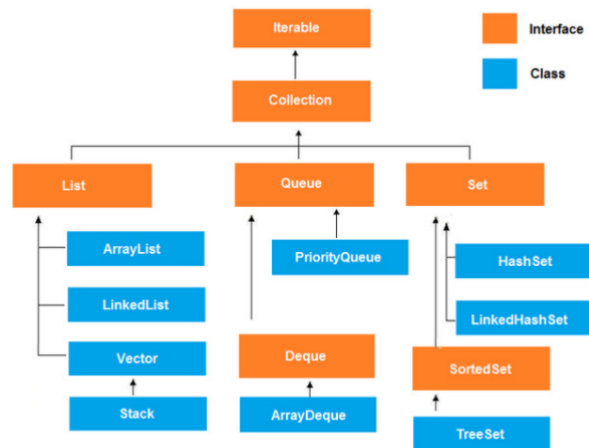 Iterable
Interface
Class
Collection
List
Queue
Set
ArrayList
PriorityQueue
HashSet
LinkedList
LinkedHashSet
Vector
Deque
SortedSet
Stack
ArrayDeque
TreeSet